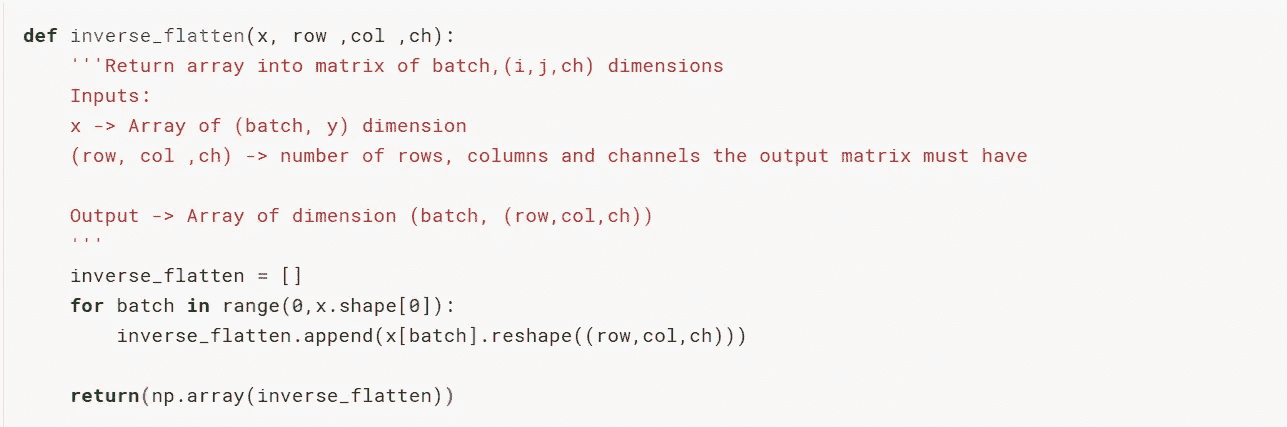 def inverse_flatten(x, row ,col ,ch):
    '''Return array into matrix of batch,(i,j,ch) dimensions
    Inputs:
    x -> Array of (batch, y) dimension
    (row, col ,ch) -> number of rows, columns and channels the output matrix must have
    Output -> Array of dimension (batch, (row,col,ch))
    '''
    inverse_flatten = []
    for batch in range(0,x.shape[0]):
        inverse_flatten.append(x[batch].reshape((row,col,ch)))
    return(np.array(inverse_flatten))